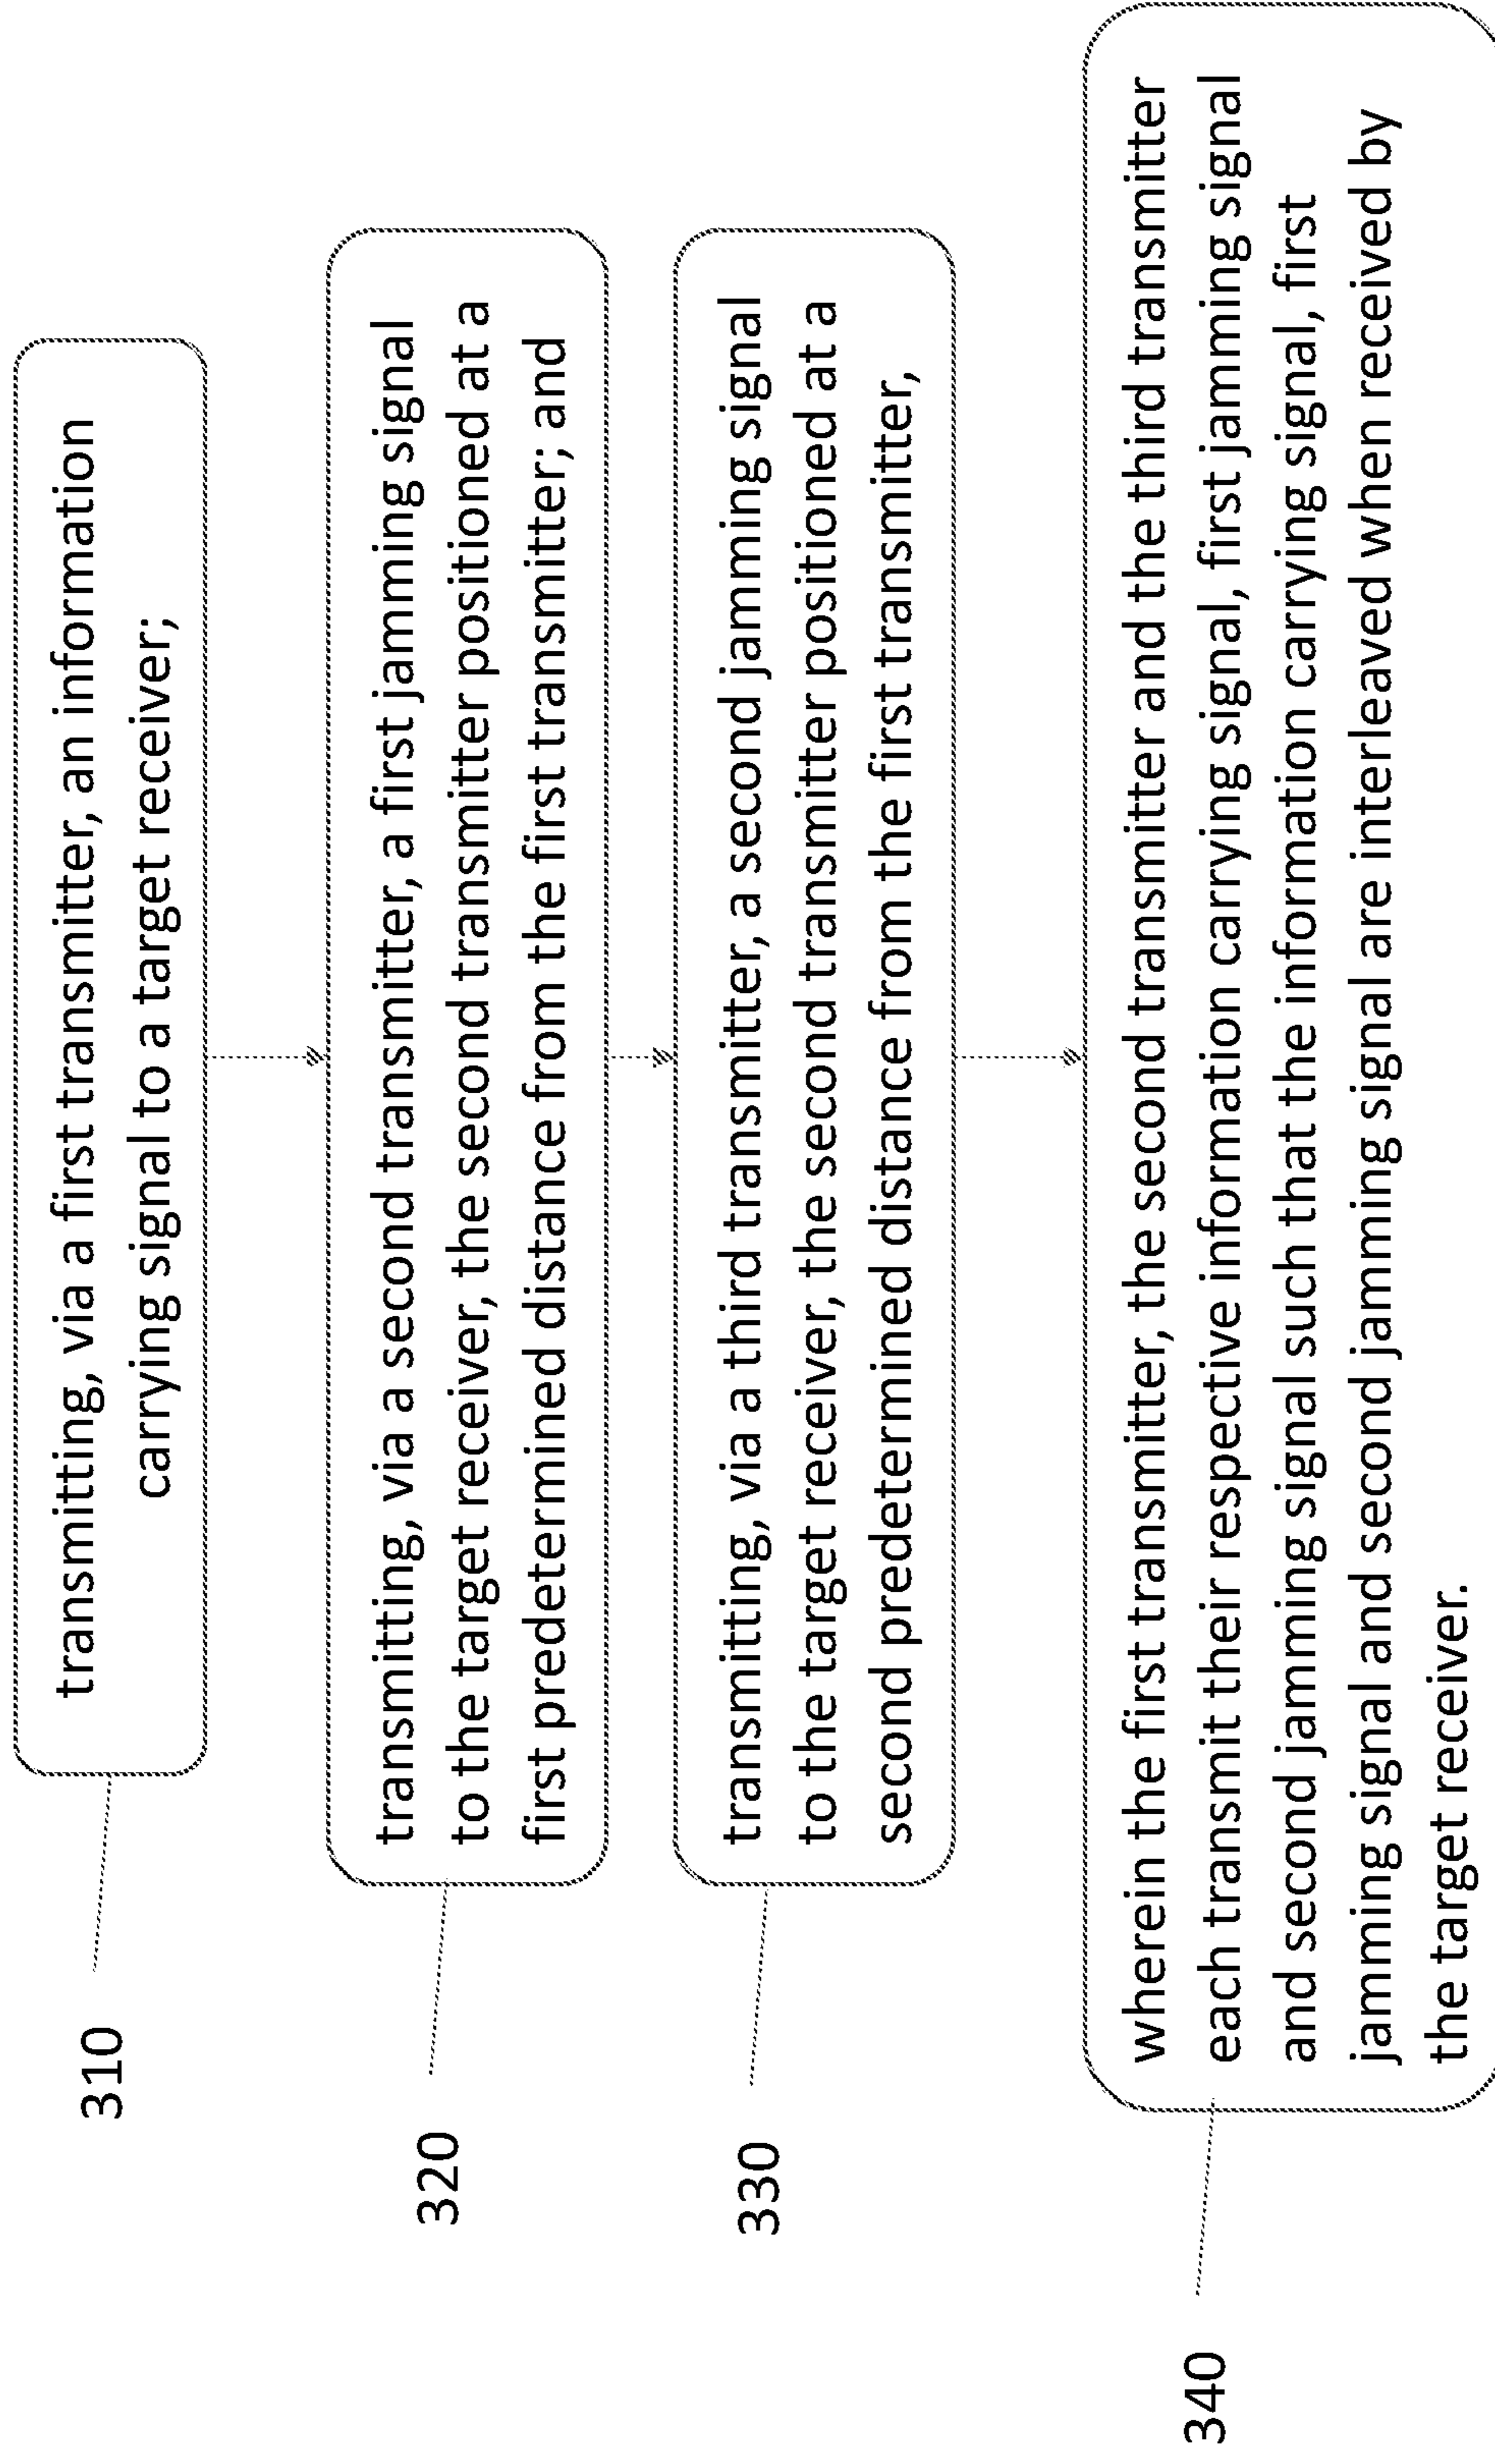 310
transmitting, via a first transmitter, an information
carrying signal to a target receiver;
320
transmitting, via a second transmitter, a first jamming signal
to the target receiver, the second transmitter positioned at a
first predetermined distance from the first transmitter; and
330
transmitting, via a third transmitter, a second jamming signal
to the target receiver, the second transmitter positioned at a
second predetermined distance from the first transmitter,
340
wherein the first transmitter, the second transmitter and the third transmitter
each transmit their respective information carrying signal, first jamming signal
and second jamming signal such that the information carrying signal, first
jamming signal and second jamming signal are interleaved when received by
the target receiver.